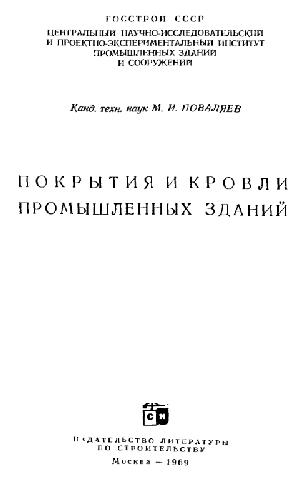 ГОССТРОЙ СССР
ЦЕНТРАЛЬНЫЙ НАУЧНО-ИССЛЕДОВАТЕЛЬСКИЙ
И ПРОЕКТНО-ЭКСПЕРИМЕНТАЛЬНЫЙ ИНСТИТУТ
ПРОМЫШЛЕННЫХ ЗДАНИЙ
И СООРУЖЕНИЙ
Канд. техн. наук М. И. ПОВАЛЯЕВ
ПОКРЫТИЯ И КРОВЛИ
ПРОМЫШЛЕННЫХ ЗДАНИЙ
С И
ИЗДАТЕЛЬСТВО ЛИТЕРАТУРЫ
ПО СТРОИТЕЛЬСТВУ
Москва — 1969